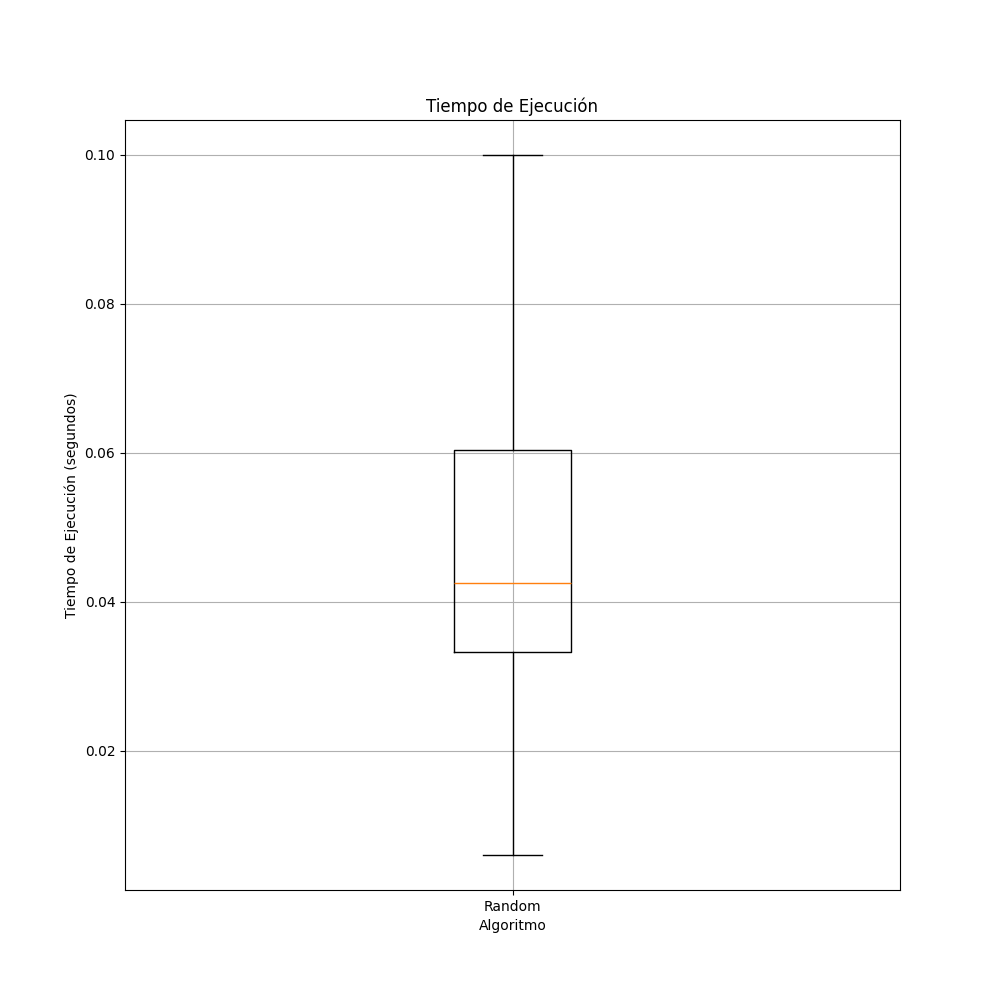 Tiempo de Ejecución
0.10
0.08
0.06
0.04
0.02
Tiempo de Ejecución (segundos)
Random
Algoritmo